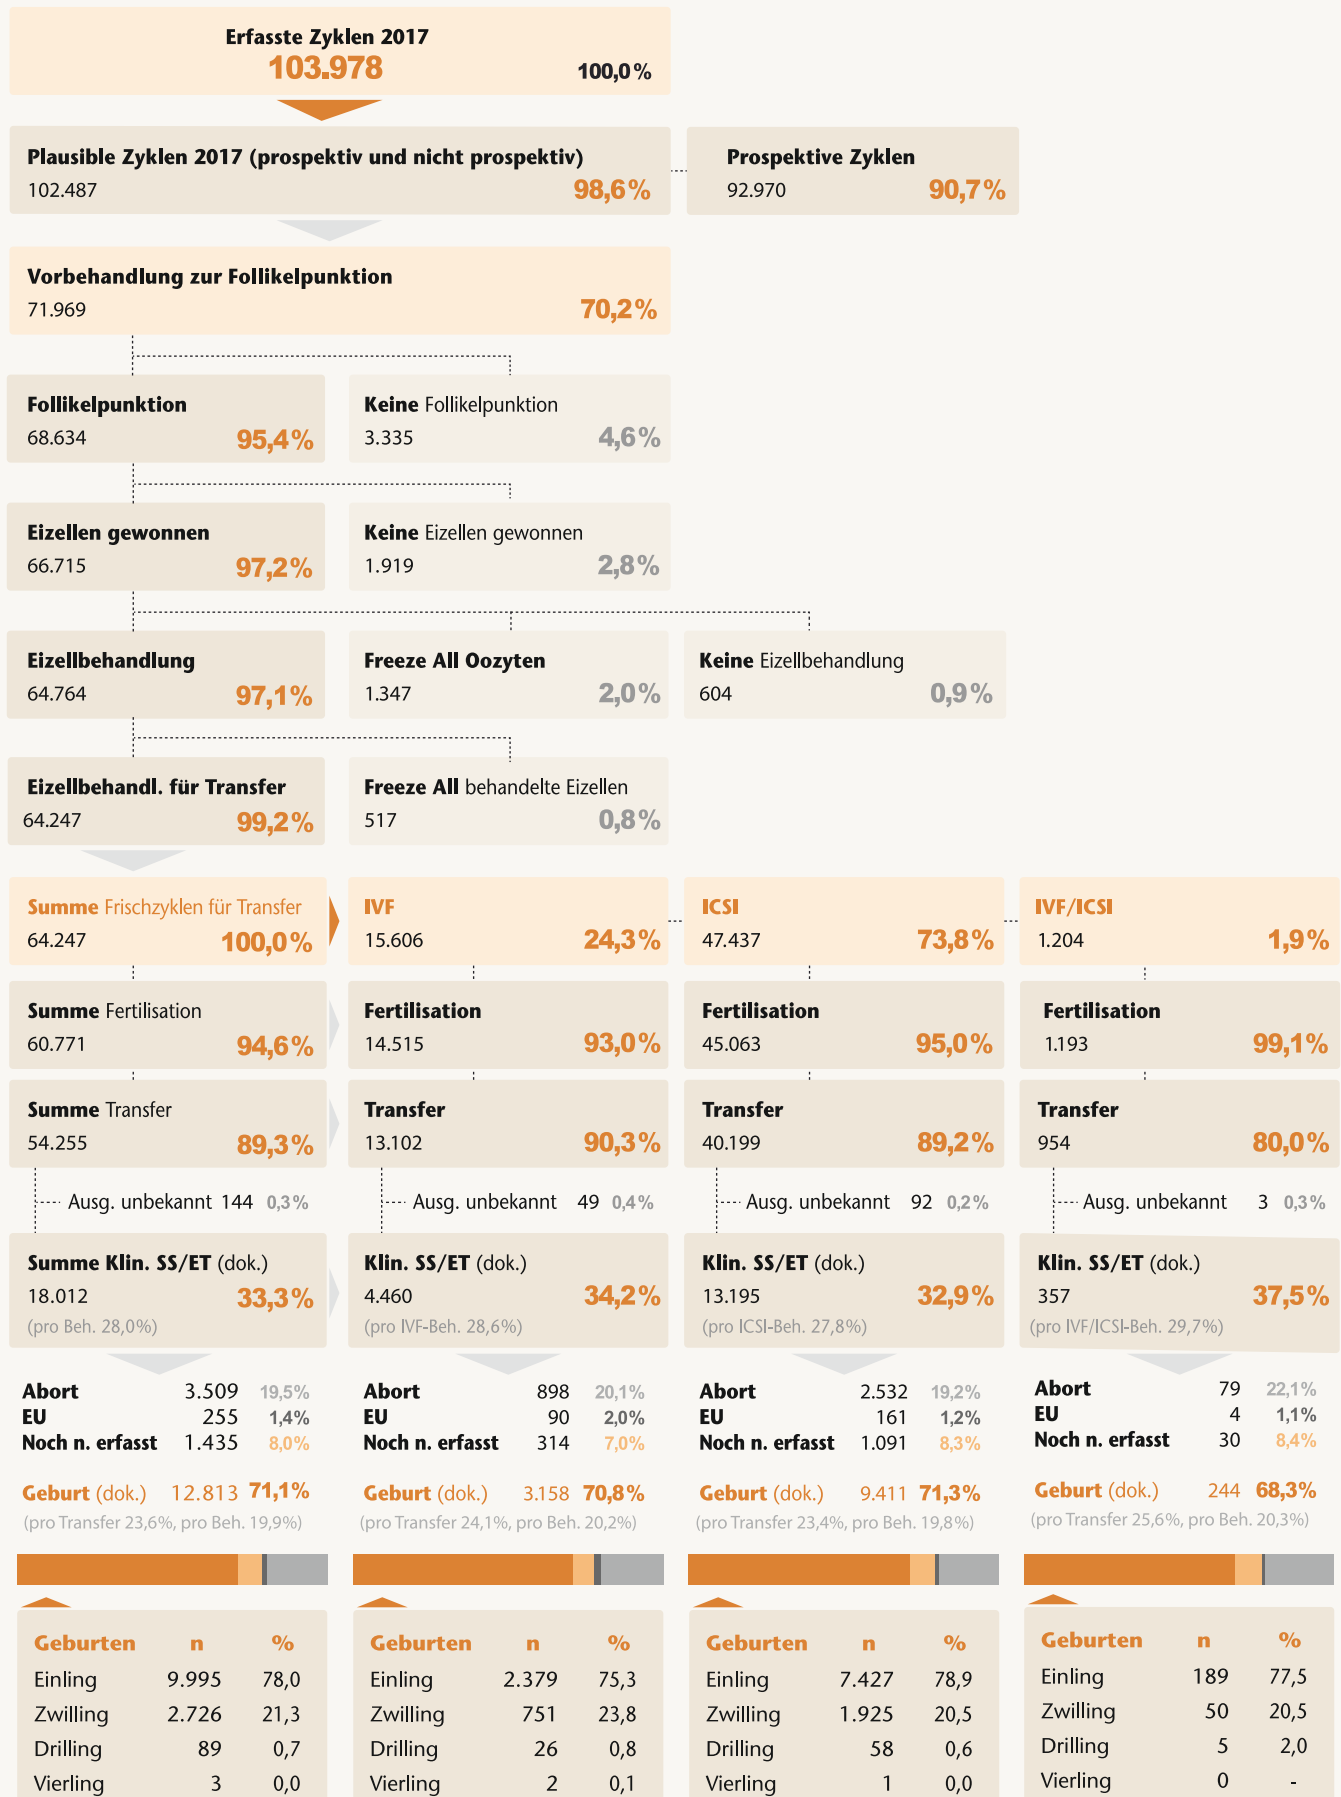 Erfasste Zyklen 2017
103.978 100,0 %
Plausible Zyklen 2017 (prospektiv und nicht prospektiv)
102.487 98,6 %
Prospektive Zyklen
92.970 90,7 %
Vorbehandlung zur Follikelpunktion
71.969 70,2 %
Follikelpunktion
68.634 95,4 %
Keine Follikelpunktion
3.335 4,6 %
Eizellen gewonnen
66.715 97,2 %
Keine Eizellen gewonnen
1.919 2,8 %
Eizellbehandlung
64.764 97,1 %
Freeze All Oozyten
1.347 2,0 %
Keine Eizellbehandlung
604 0,9 %
Eizellbehandl. für Transfer
64.247 99,2 %
Freeze All behandelte Eizellen
517 0,8 %
Summe Frischzyklen für Transfer
64.247 100,0 %
IVF
15.606 24,3 %
ICSI
47.437 73,8 %
IVF/ICSI
1.204 1,9 %
Summe Fertilisation
60.771 94,6 %
Fertilisation
14.515 93,0 %
Fertilisation
45.063 95,0 %
Fertilisation
1.193 99,1 %
Summe Transfer
54.255 89,3 %
Transfer
13.102 90,3 %
Transfer
40.199 89,2 %
Transfer
954 80,0 %
Ausg. unbekannt 144 0,3 %
Ausg. unbekannt 49 0,4 %
Ausg. unbekannt 92 0,2 %
Ausg. unbekannt 3 0,3 %
Summe Klin. SS/ET (dok.)
18.012 33,3 %
(pro Beh. 28,0%)
Klin. SS/ET (dok.)
4.460 34,2 %
(pro IVF-Beh. 28,6%)
Klin. SS/ET (dok.)
13.195 32,9 %
(pro ICSI-Beh. 27,8%)
Klin. SS/ET (dok.)
357 37,5 %
(pro IVF/ICSI-Beh. 29,7%)
Abort 3.509 19,5%
EU 255 1,4%
Noch n. erfasst 1.435 8,0%
Geburt (dok.) 12.813 71,1%
(pro Transfer 23,6%, pro Beh. 19,9%)
Abort 898 20,1%
EU 90 2,0%
Noch n. erfasst 314 7,0%
Geburt (dok.) 3.158 70,8%
(pro Transfer 24,1%, pro Beh. 20,2%)
Abort 2.532 19,2%
EU 161 1,2%
Noch n. erfasst 1.091 8,3%
Geburt (dok.) 9.411 71,3%
(pro Transfer 23,4%, pro Beh. 19,8%)
Abort 79 22,1%
EU 4 1,1%
Noch n. erfasst 30 8,4%
Geburt (dok.) 244 68,3%
(pro Transfer 25,6%, pro Beh. 20,3%)
Geburten n %
Einling 9.995 78,0
Zwilling 2.726 21,3
Drilling 89 0,7
Vierling 3 0,0
Geburten n %
Einling 2.379 75,3
Zwilling 751 23,8
Drilling 26 0,8
Vierling 2 0,1
Geburten n %
Einling 7.427 78,9
Zwilling 1.925 20,5
Drilling 58 0,6
Vierling 1 0,0
Geburten n %
Einling 189 77,5
Zwilling 50 20,5
Drilling 5 2,0
Vierling 0 -